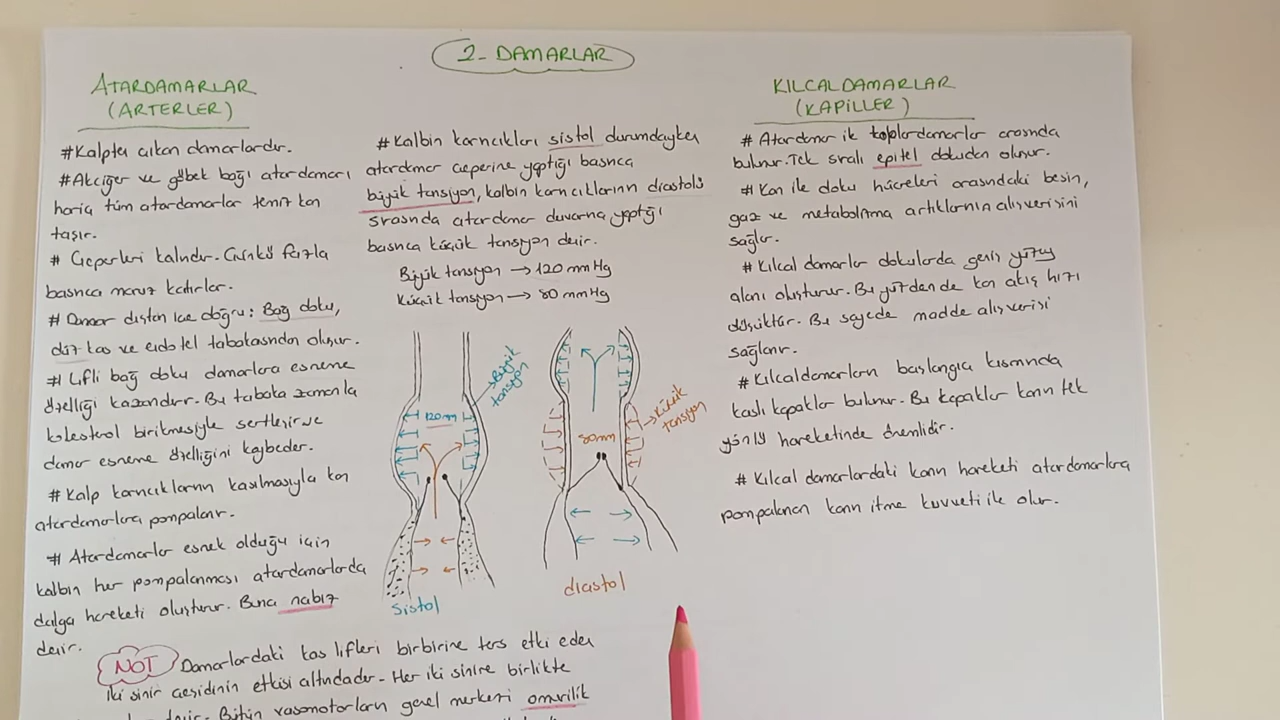 2- DAMARLAR
ATARDAMARLAR
(ARTERLER)
#Kalpten çıkan damarlardır.
#Akciğer ve göbek bağı atardamarı
hariç tüm atardamarlar temiz kan
taşır.
# Çeperleri kalındır. Çünkü fazla
basınca maruz kalırlar.
# Damar dıştan içe doğru: Bağ doku,
düz kas ve endotel tabakasından oluşur.
# Lifli bağ doku damarlara esneme
özelliği kazandırır. Bu tabaka zamanla
kolesterol birikmesiyle sertleşir ve
damar esneme özelliğini kaybeder.
# Kalp karıncıklarının kasılmasıyla kan
atardamarlara pompalanır.
# Atardamarlar esnek olduğu için
kalbin her pompalanması atardamarlarda
dalga hareketi oluşturur. Buna nabız
denir.
NOT Damarlardaki kas lifleri birbirine ters etki eden
iki sinir çeşidinin etkisi altındadır. Her iki sinire birlikte
denir. Bütün vasomotorların genel merkezi omurilik
# Kalbin karıncıkları sistol durumdayken
atardamar çeperine yaptığı basınca
büyük tansiyon, kalbin karıncıklarının diastolü
sırasında atardamar duvarına yaptığı
basınca küçük tansiyon denir.
Büyük tansiyon → 120 mmHg
Küçük tansiyon → 80 mmHg
Büyük
tansiyon
120mm
sistol
Küçük
tansiyon
80mm
diastol
KILCALDAMARLAR
(KAPİLLER)
# Atardamar ile toplardamarlar arasında
bulunur. Tek sıralı epitel dokudan oluşur.
# Kan ile doku hücreleri arasındaki besin,
gaz ve metabolizma artıklarının alışverişini
sağlar.
# Kılcal damarlar dokularda geniş yüzey
alanı oluşturur. Bu yüzden de kan akış hızı
düşüktür. Bu sayede madde alışverişi
sağlanır.
# Kılcaldamarların başlangıç kısmında
kaslı kapaklar bulunur. Bu kapaklar kanın tek
yönlü hareketinde önemlidir.
# Kılcal damarlardaki kanın hareketi atardamarlara
pompalanan kanın itme kuvveti ile olur.